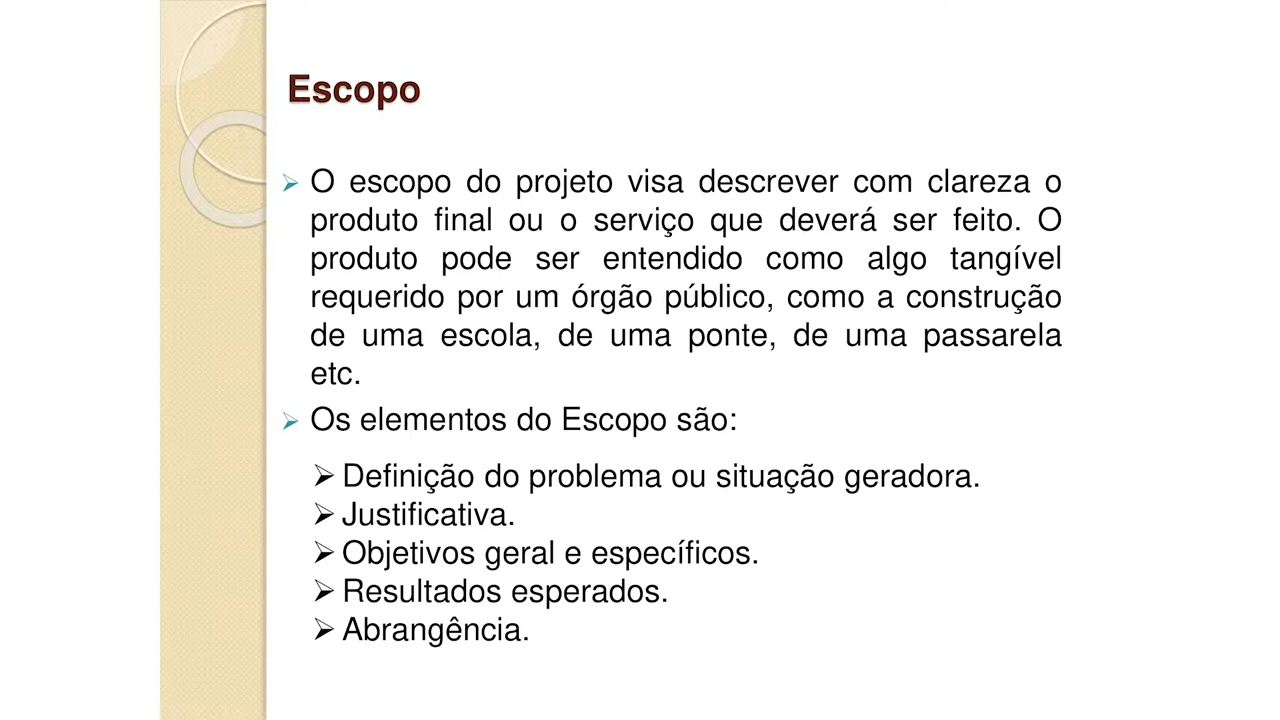 Escopo
O escopo do projeto visa descrever com clareza o
produto final ou o serviço que deverá ser feito. O
produto pode ser entendido como algo tangível
requerido por um órgão público, como a construção
de uma escola, de uma ponte, de uma passarela
etc.
Os elementos do Escopo são:
Definição do problema ou situação geradora.
Justificativa.
Objetivos geral e específicos.
Resultados esperados.
Abrangência.